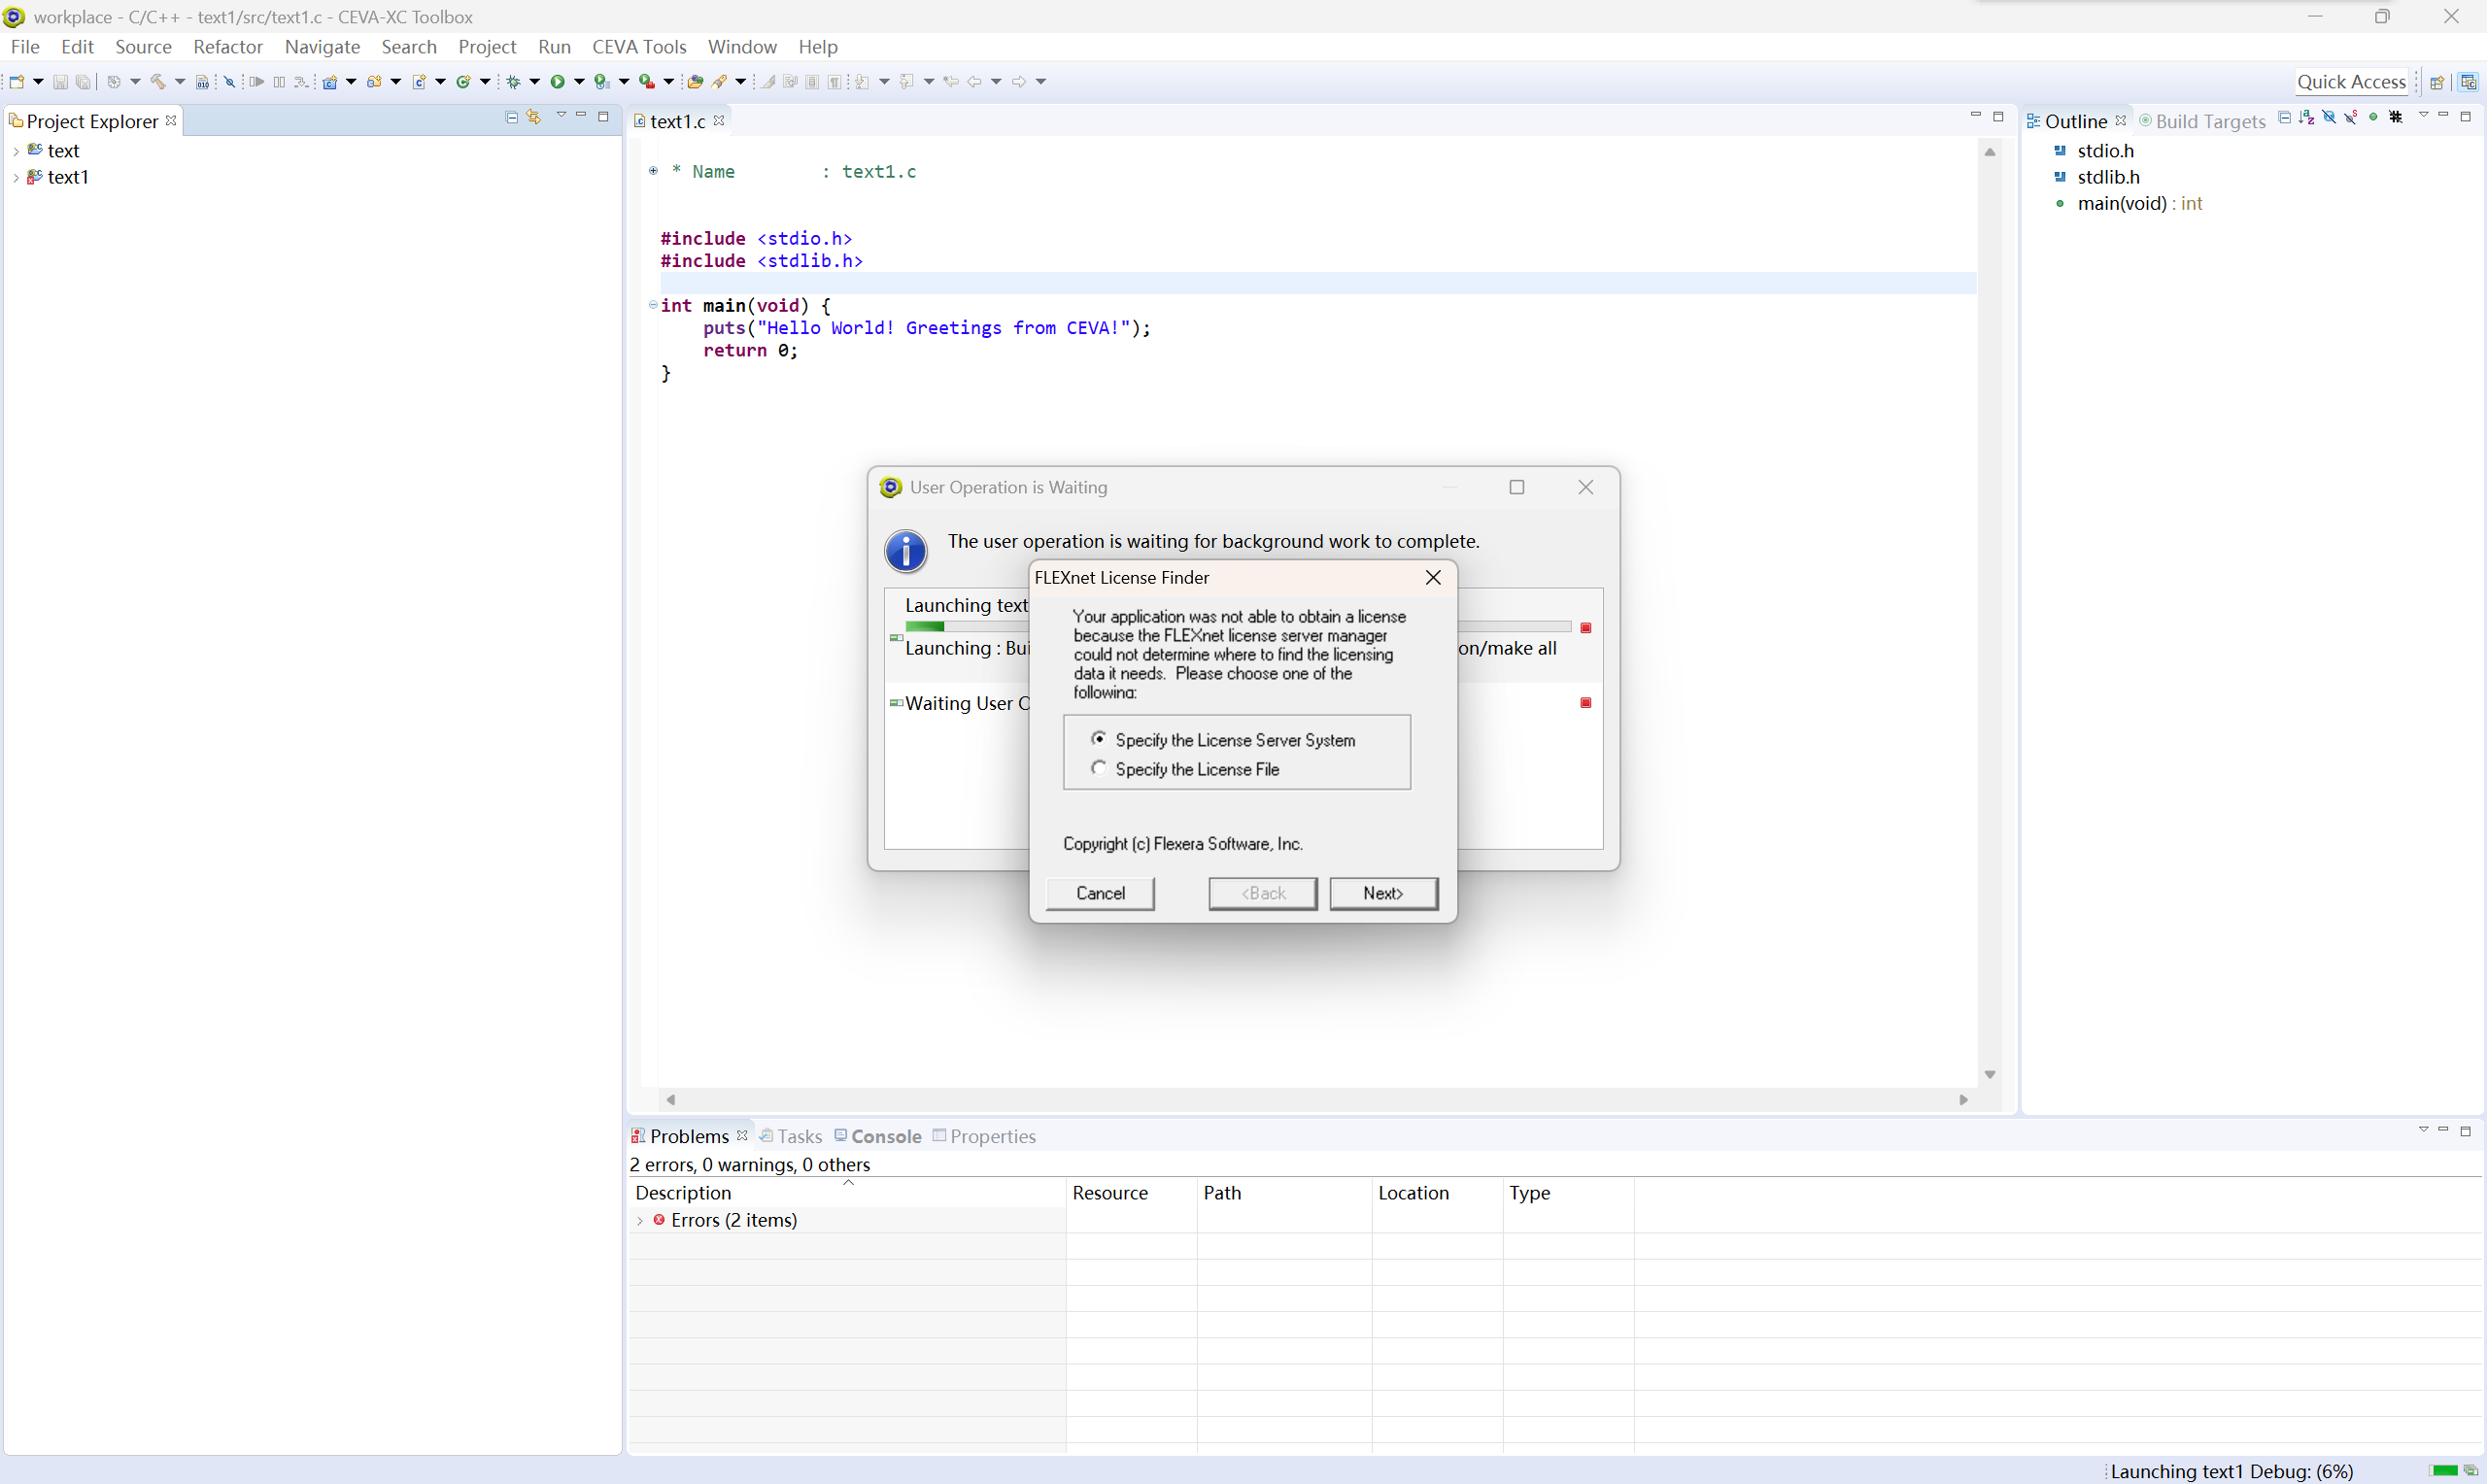 workplace - C/C++ - text1/src/text1.c - CEVA-XC Toolbox
File Edit Source Refactor Navigate Search Project Run CEVA Tools Window Help
Quick Access
Project Explorer
text
text1
text1.c
* Name        : text1.c
#include <stdio.h>
#include <stdlib.h>
int main(void) {
    puts("Hello World! Greetings from CEVA!");
    return 0;
}
Outline
Build Targets
stdio.h
stdlib.h
main(void) : int
User Operation is Waiting
The user operation is waiting for background work to complete.
Launching text
Launching : Bui
on/make all
Waiting User O
FLEXnet License Finder
Your application was not able to obtain a license
because the FLEXnet license server manager
could not determine where to find the licensing
data it needs. Please choose one of the
following:
Specify the License Server System
Specify the License File
Copyright (c) Flexera Software, Inc.
Cancel
<Back
Next>
Problems
Tasks
Console
Properties
2 errors, 0 warnings, 0 others
Description Resource Path Location Type
Errors (2 items)
Launching text1 Debug: (6%)